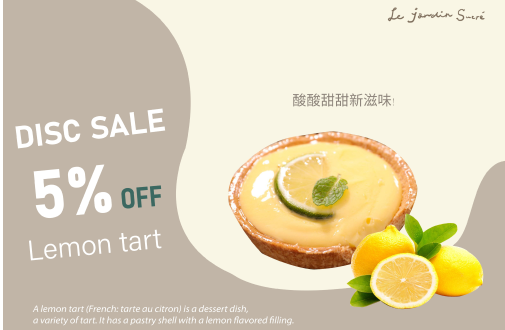 Le Jardin Sucré
酸酸甜甜新滋味!
DISC SALE
5% OFF
Lemon tart
A lemon tart (French: tarte au citron) is a dessert dish,
a variety of tart. It has a pastry shell with a lemon flavored filling.